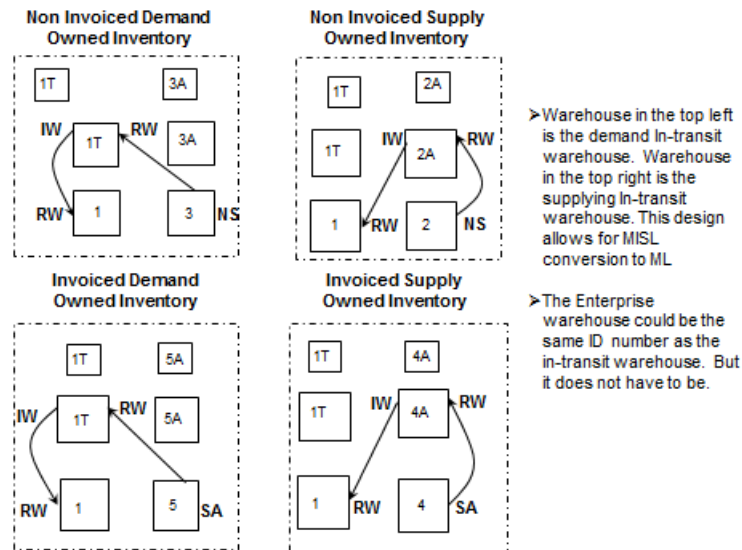 Non Invoiced Demand
Owned Inventory
1T
3A
IW
1T
RW
3A
RW
1
3
NS
Non Invoiced Supply
Owned Inventory
1T
2A
1T
IW
2A
RW
1
RW
2
NS
Invoiced Demand
Owned Inventory
1T
5A
IW
1T
RW
5A
RW
1
5
SA
Invoiced Supply
Owned Inventory
1T
4A
1T
IW
4A
RW
1
RW
4
SA
➢Warehouse in the top left
is the demand In-transit
warehouse. Warehouse
in the top right is the
supplying In-transit
warehouse. This design
allows for MISL
conversion to ML
➢The Enterprise
warehouse could be the
same ID number as the
in-transit warehouse. But
it does not have to be.